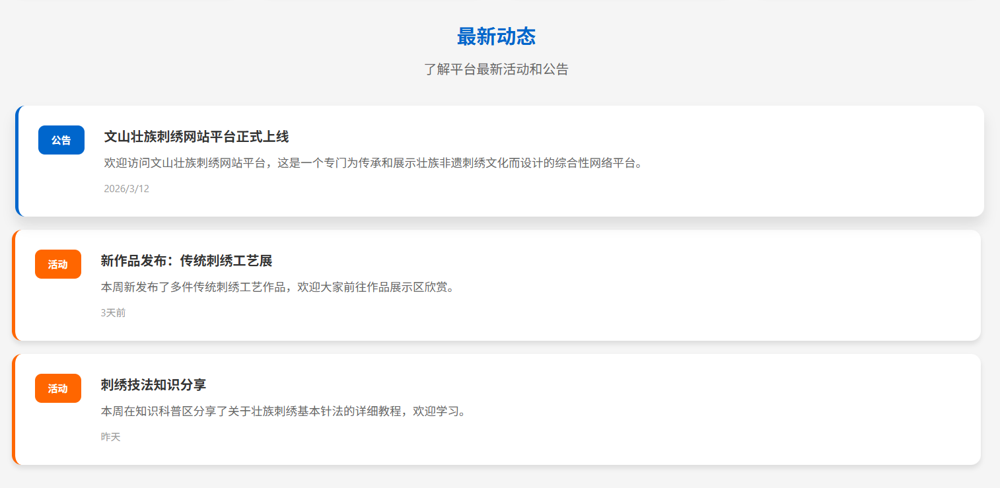 最新动态
了解平台最新活动和公告
公告
文山壮族刺绣网站平台正式上线
欢迎访问文山壮族刺绣网站平台，这是一个专门为传承和展示壮族非遗刺绣文化而设计的综合性网络平台。
2026/3/12
活动
新作品发布：传统刺绣工艺展
本周新发布了多件传统刺绣工艺作品，欢迎大家前往作品展示区欣赏。
3天前
活动
刺绣技法知识分享
本周在知识科普区分享了关于壮族刺绣基本针法的详细教程，欢迎学习。
昨天